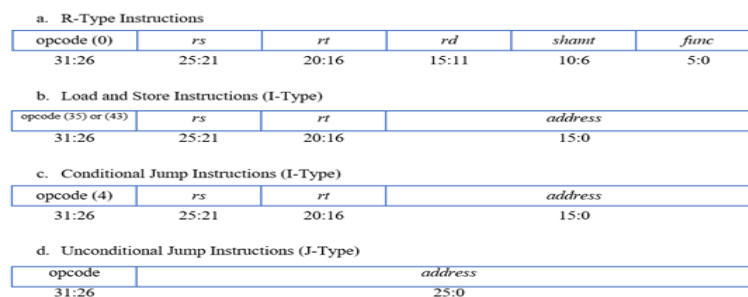 a. R-Type Instructions
opcode (0) rs rt rd shamt func
31:26 25:21 20:16 15:11 10:6 5:0
b. Load and Store Instructions (I-Type)
opcode (35) or (43) rs rt address
31:26 25:21 20:16 15:0
c. Conditional Jump Instructions (I-Type)
opcode (4) rs rt address
31:26 25:21 20:16 15:0
d. Unconditional Jump Instructions (J-Type)
opcode address
31:26 25:0